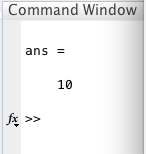 Command Window
ans =
10
fx >>